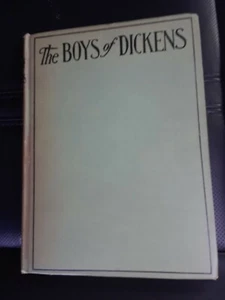 The BOYS of DICKENS